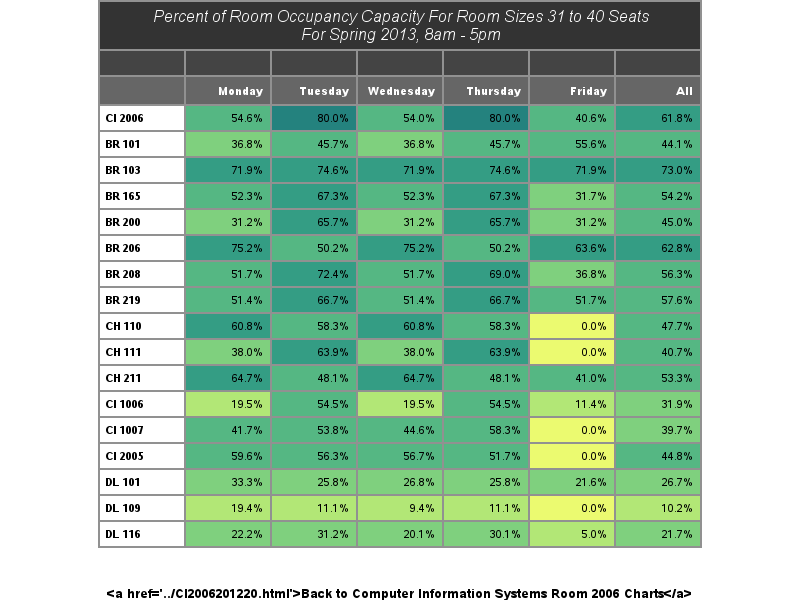 Percent of Room Occupancy Capacity For Room Sizes 31 to 40 Seats
For Spring 2013, 8am - 5pm
Monday Tuesday Wednesday Thursday Friday All
CI 2006 54.6% 80.0% 54.0% 80.0% 40.6% 61.8%
BR 101 36.8% 45.7% 36.8% 45.7% 55.6% 44.1%
BR 103 71.9% 74.6% 71.9% 74.6% 71.9% 73.0%
BR 165 52.3% 67.3% 52.3% 67.3% 31.7% 54.2%
BR 200 31.2% 65.7% 31.2% 65.7% 31.2% 45.0%
BR 206 75.2% 50.2% 75.2% 50.2% 63.6% 62.8%
BR 208 51.7% 72.4% 51.7% 69.0% 36.8% 56.3%
BR 219 51.4% 66.7% 51.4% 66.7% 51.7% 57.6%
CH 110 60.8% 58.3% 60.8% 58.3% 0.0% 47.7%
CH 111 38.0% 63.9% 38.0% 63.9% 0.0% 40.7%
CH 211 64.7% 48.1% 64.7% 48.1% 41.0% 53.3%
CI 1006 19.5% 54.5% 19.5% 54.5% 11.4% 31.9%
CI 1007 41.7% 53.8% 44.6% 58.3% 0.0% 39.7%
CI 2005 59.6% 56.3% 56.7% 51.7% 0.0% 44.8%
DL 101 33.3% 25.8% 26.8% 25.8% 21.6% 26.7%
DL 109 19.4% 11.1% 9.4% 11.1% 0.0% 10.2%
DL 116 22.2% 31.2% 20.1% 30.1% 5.0% 21.7%
<a href='../CI2006201220.html'>Back to Computer Information Systems Room 2006 Charts</a>